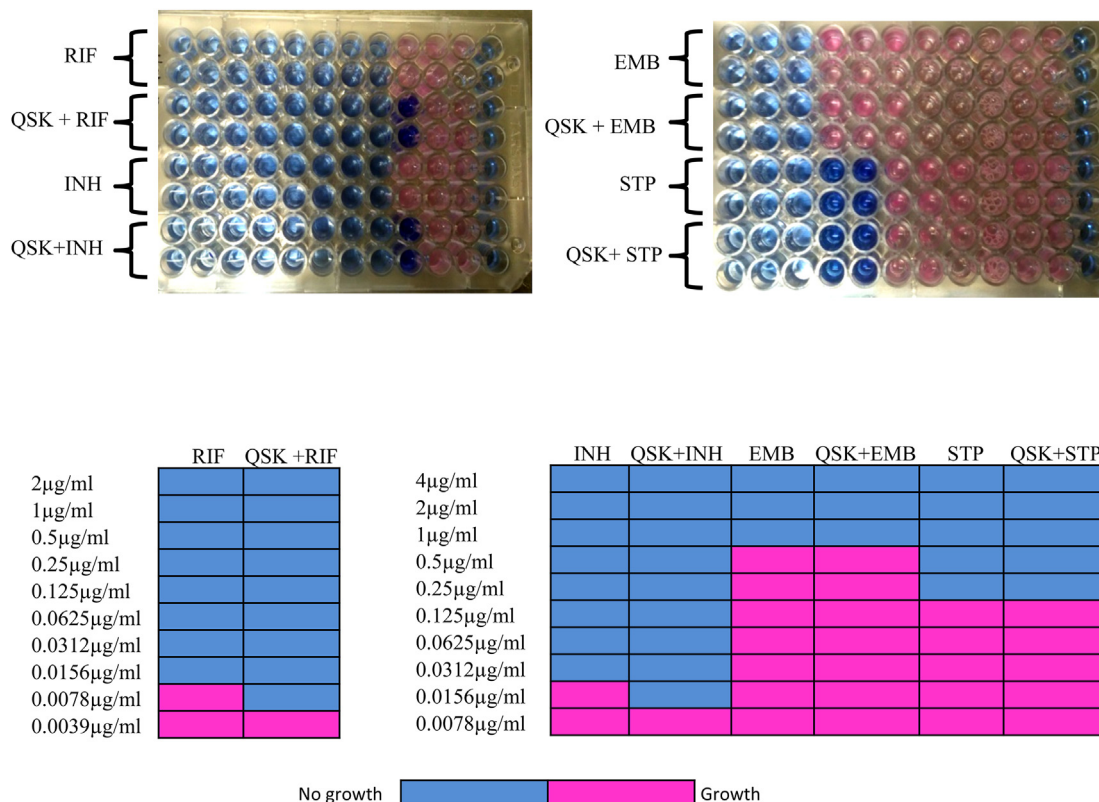 RIF
QSK + RIF
INH
QSK+INH
EMB
QSK + EMB
STP
QSK+ STP
RIF QSK +RIF
2µg/ml
1µg/ml
0.5µg/ml
0.25µg/ml
0.125µg/ml
0.0625µg/ml
0.0312µg/ml
0.0156µg/ml
0.0078µg/ml
0.0039µg/ml
INH QSK+INH EMB QSK+EMB STP QSK+STP
4µg/ml
2µg/ml
1µg/ml
0.5µg/ml
0.25µg/ml
0.125µg/ml
0.0625µg/ml
0.0312µg/ml
0.0156µg/ml
0.0078µg/ml
No growth Growth